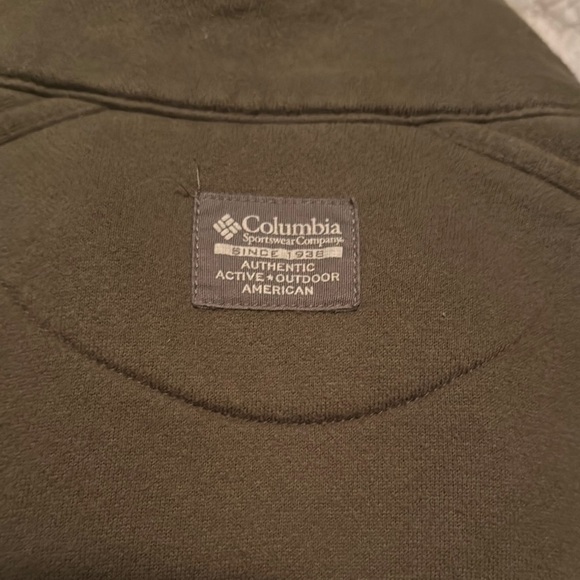 Columbia
Sportswear Company
SINCE 1938
AUTHENTIC
ACTIVE★OUTDOOR
AMERICAN